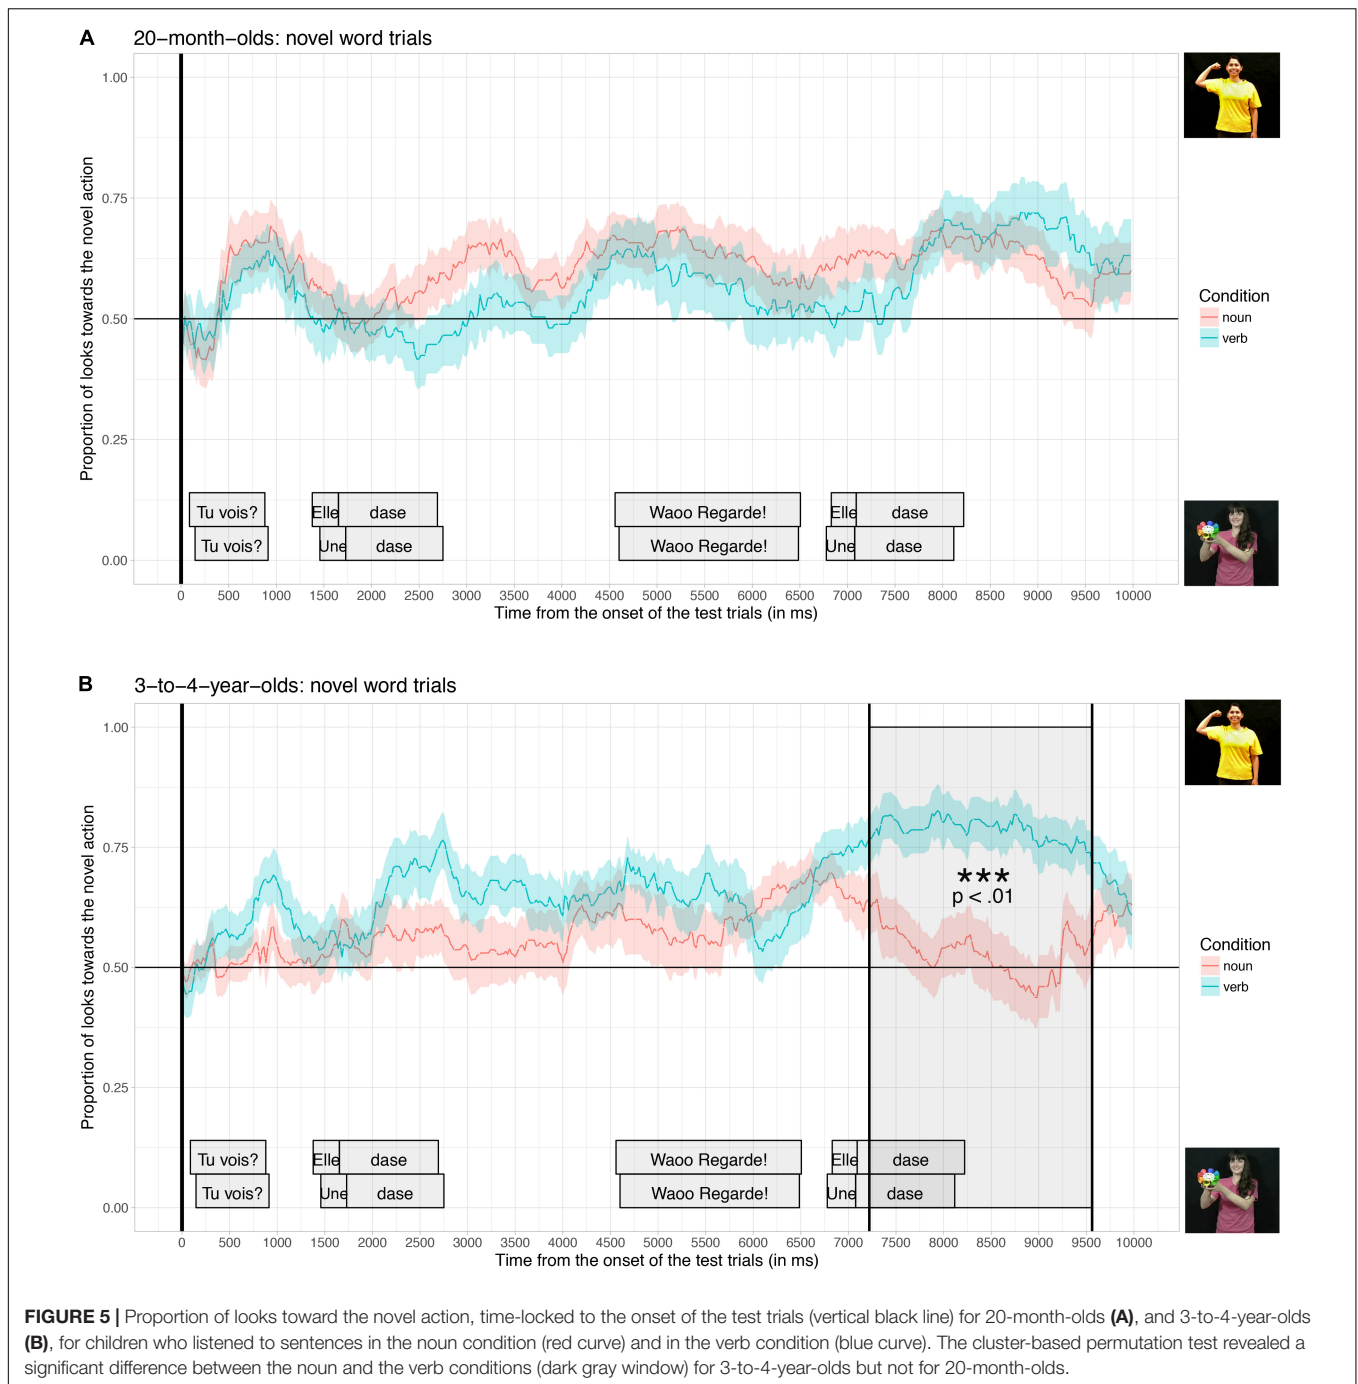 A
20–month–olds: novel word trials
1.00
0.75
0.50
0.25
0.00
Proportion of looks towards the novel action
Condition
noun
verb
Tu vois?
Elle
dase
Waoo Regarde!
Elle
dase
Tu vois?
Une
dase
Waoo Regarde!
Une
dase
0 500 1000 1500 2000 2500 3000 3500 4000 4500 5000 5500 6000 6500 7000 7500 8000 8500 9000 9500 10000
Time from the onset of the test trials (in ms)
B
3–to–4–year–olds: novel word trials
1.00
0.75
0.50
0.25
0.00
Proportion of looks towards the novel action
***
p < .01
Condition
noun
verb
Tu vois?
Elle
dase
Waoo Regarde!
Elle
dase
Tu vois?
Une
dase
Waoo Regarde!
Une
dase
0 500 1000 1500 2000 2500 3000 3500 4000 4500 5000 5500 6000 6500 7000 7500 8000 8500 9000 9500 10000
Time from the onset of the test trials (in ms)
FIGURE 5 | Proportion of looks toward the novel action, time-locked to the onset of the test trials (vertical black line) for 20-month-olds (A), and 3-to-4-year-olds
(B), for children who listened to sentences in the noun condition (red curve) and in the verb condition (blue curve). The cluster-based permutation test revealed a
significant difference between the noun and the verb conditions (dark gray window) for 3-to-4-year-olds but not for 20-month-olds.